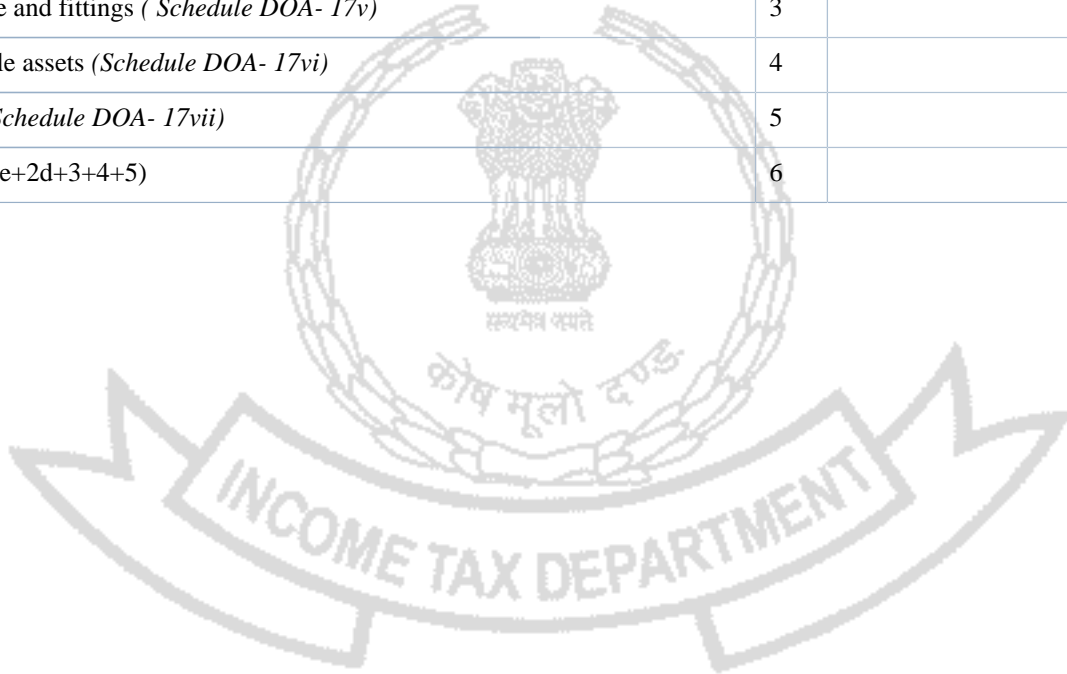 e and fittings ( Schedule DOA- 17v) 3
le assets (Schedule DOA- 17vi) 4
Schedule DOA- 17vii) 5
e+2d+3+4+5) 6
सत्यमेव जयते
कोष मूलो दण्ड
INCOME TAX DEPARTMENT